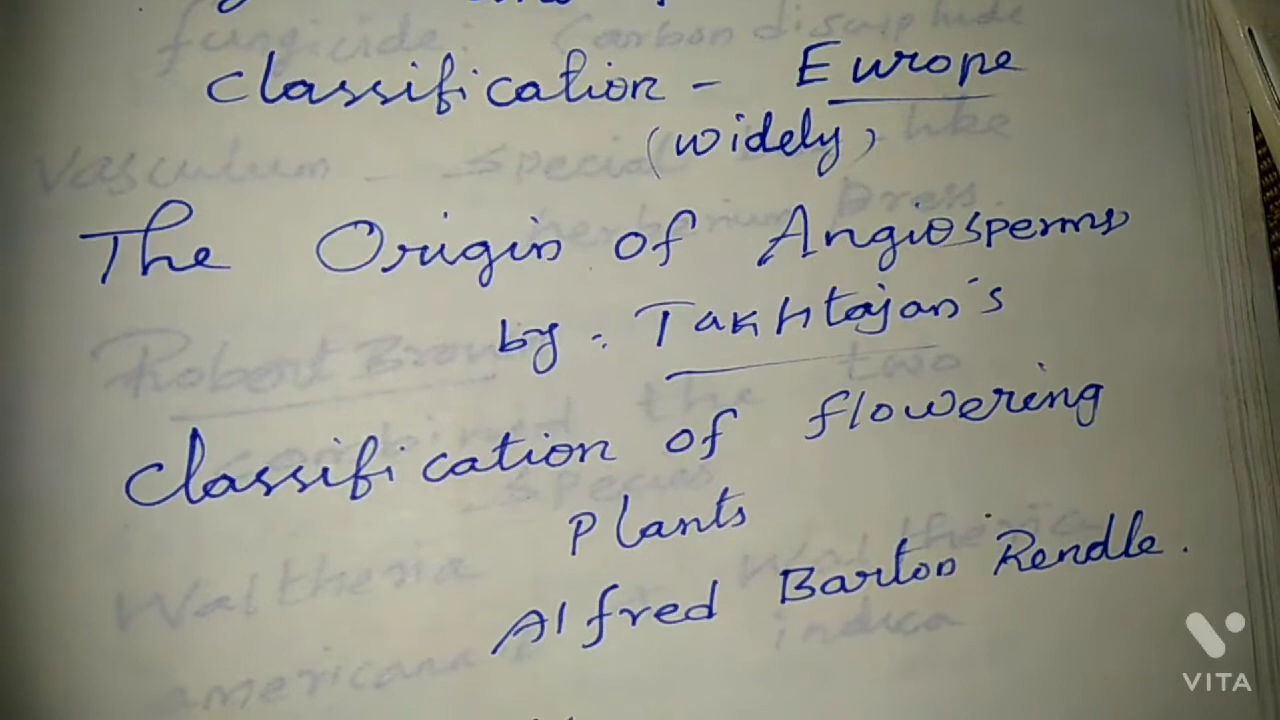 Classification - Europe
(widely)
The Origin of Angiosperms
by. Takhtajan's
Classification of flowering
Plants
Alfred Barton Rendle.
VITA